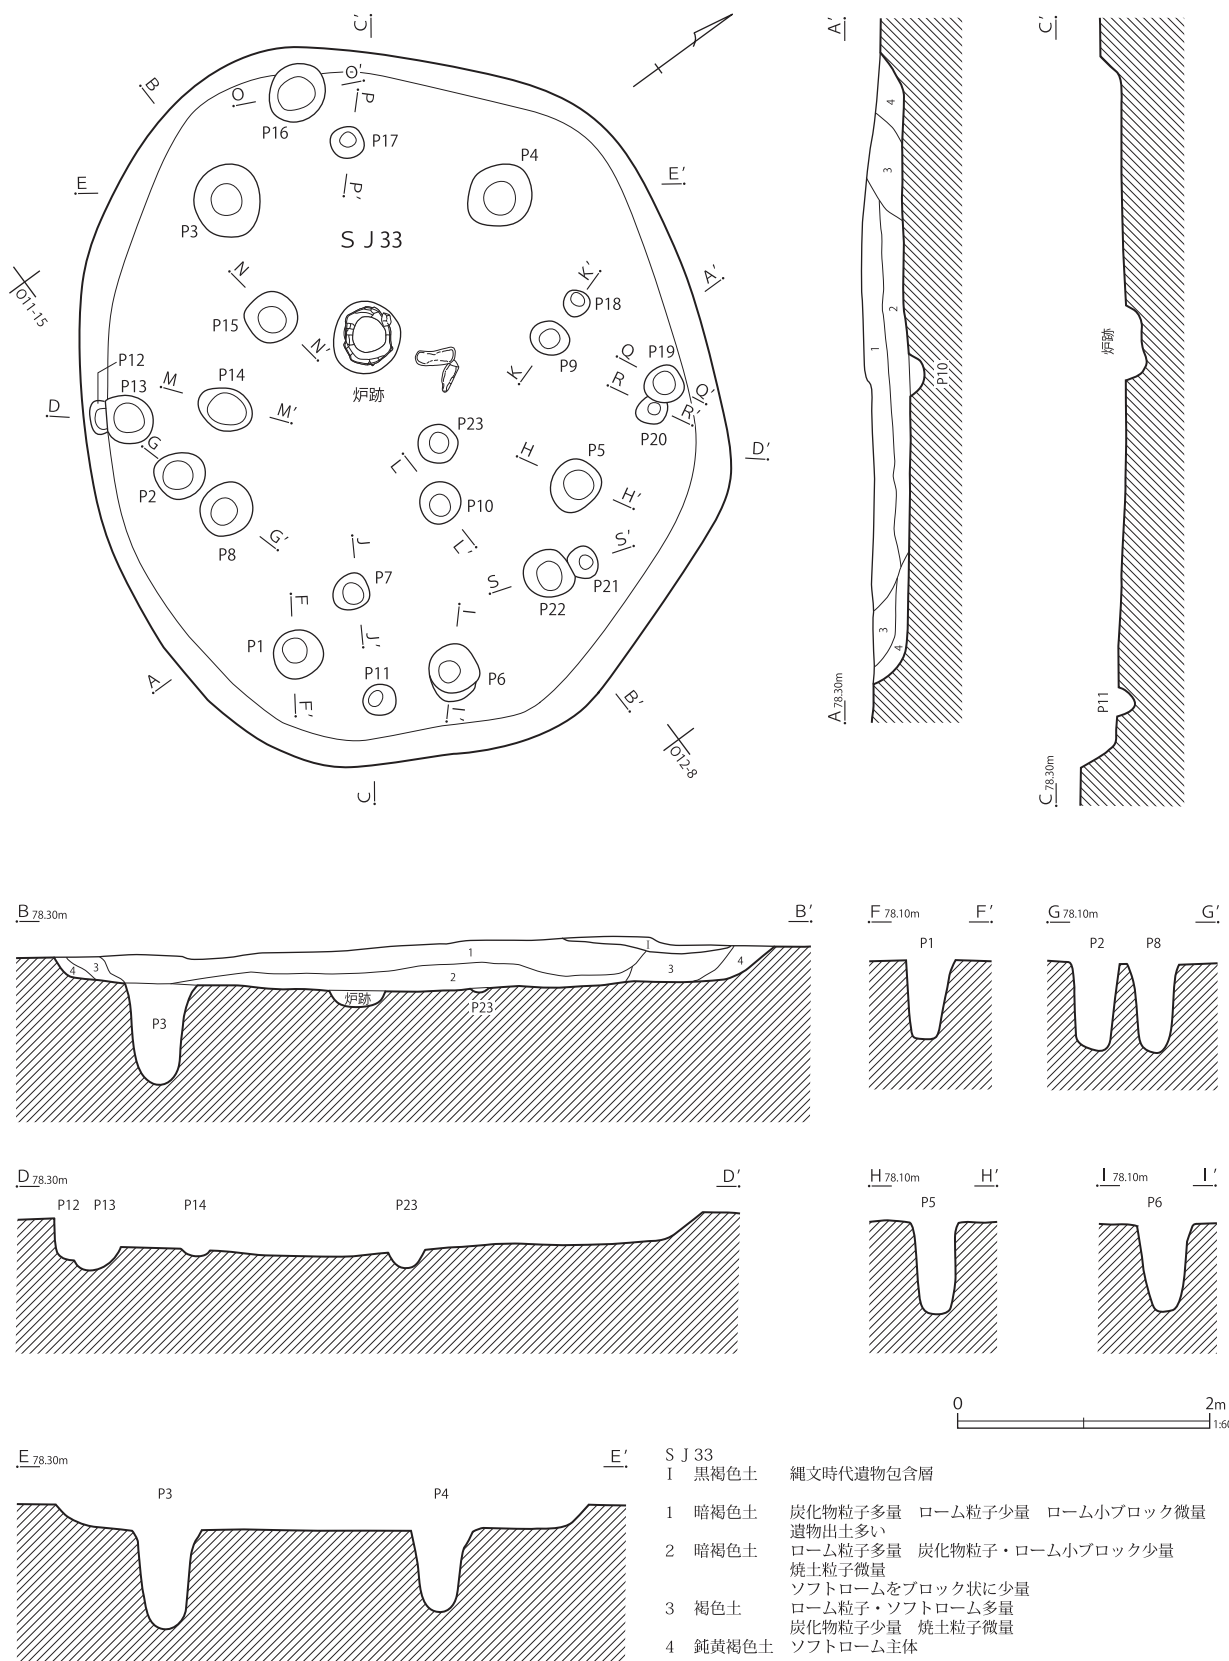 C'
B
O
O'
P
P16
P17
P4
E
E'
P3
P'
S J 33
N
K'
A'
O11-15
P18
P15
N'
P9
K
炉跡
Q
P19
P12
P13
M
P14
R
Q'
D
M'
R'
P23
P20
G
P5
D'
H
L
P2
P10
H'
P8
G'
J
L'
S'
P7
S
P21
F
P22
I
P1
J'
P11
P6
A
F'
I'
B'
O12-8
C
A'
4
3
2
1
P10
3
4
A 78.30m
C'
炉跡
P11
C 78.30m
B 78.30m
B'
4
3
1
I
2
3
4
P3
炉跡
P23
F 78.10m
F'
P1
G 78.10m
G'
P2
P8
D 78.30m
D'
P12
P13
P14
P23
H 78.10m
H'
P5
I 78.10m
I'
P6
0
2m
1:60
E 78.30m
E'
P3
P4
S J 33
I 黒褐色土 縄文時代遺物包含層
1 暗褐色土 炭化物粒子多量 ローム粒子少量 ローム小ブロック微量
遺物出土多い
2 暗褐色土 ローム粒子多量 炭化物粒子・ローム小ブロック少量
焼土粒子微量
ソフトロームをブロック状に少量
3 褐色土 ローム粒子・ソフトローム多量
炭化物粒子少量 焼土粒子微量
4 鈍黄褐色土 ソフトローム主体